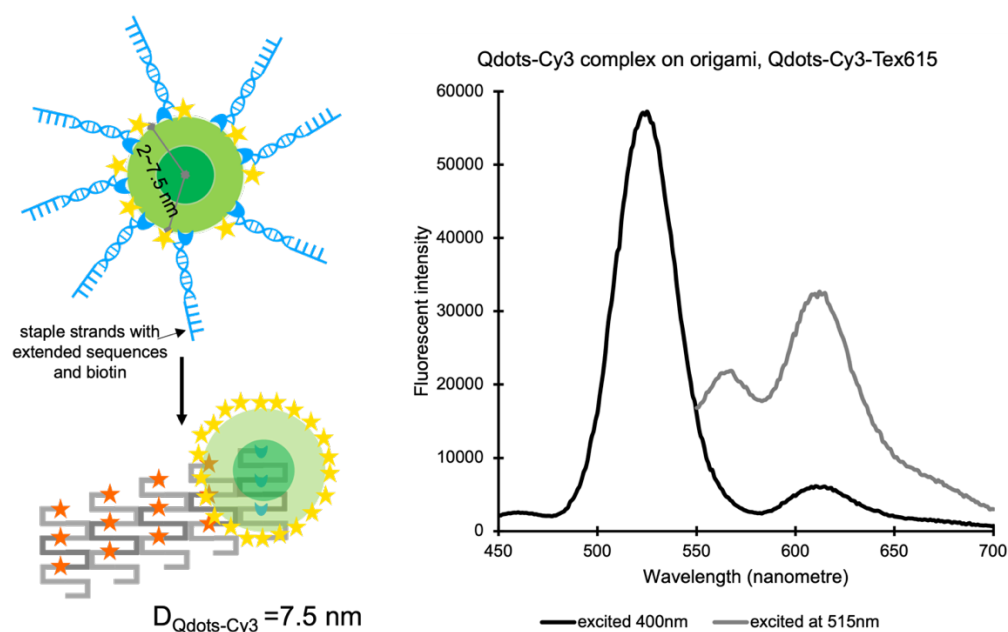 2~7.5 nm
staple strands with
extended sequences
and biotin
D Qdots-Cy3 =7.5 nm
Qdots-Cy3 complex on origami, Qdots-Cy3-Tex615
60000
50000
40000
30000
20000
10000
0
Fluorescent intensity
450 500 550 600 650 700
Wavelength (nanometre)
excited 400nm excited at 515nm